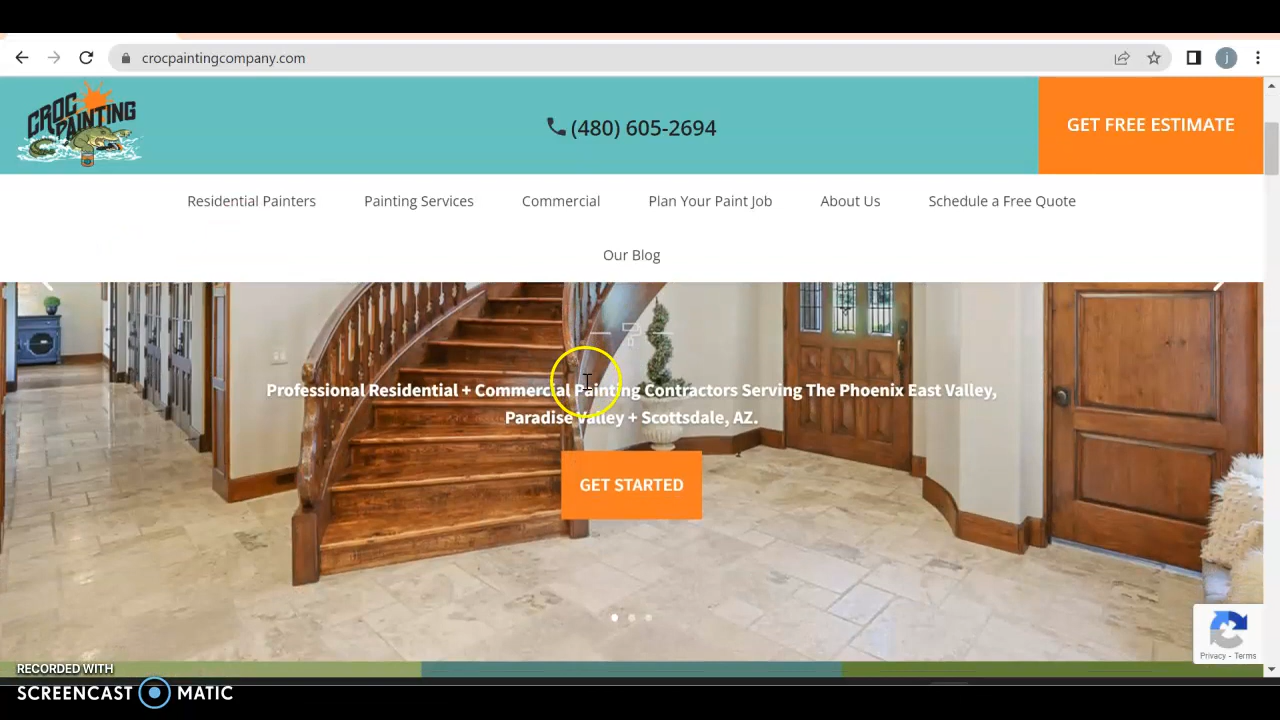 crocpaintingcompany.com
j
CROC
PAINTING
(480) 605-2694
GET FREE ESTIMATE
Residential Painters
Painting Services
Commercial
Plan Your Paint Job
About Us
Schedule a Free Quote
Our Blog
Professional Residential + Commercial Painting Contractors Serving The Phoenix East Valley,
Paradise Valley + Scottsdale, AZ.
GET STARTED
Privacy - Terms
RECORDED WITH
SCREENCAST MATIC